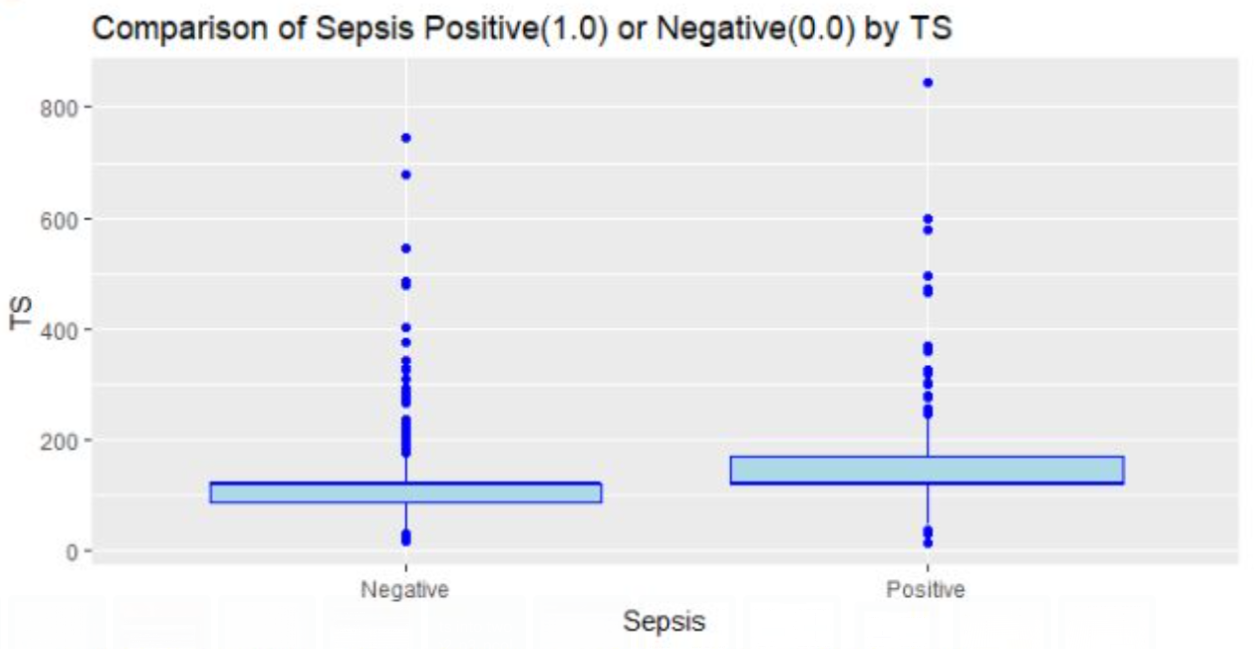 Comparison of Sepsis Positive(1.0) or Negative(0.0) by TS
800
600
TS
400
200
0
Negative Positive
Sepsis